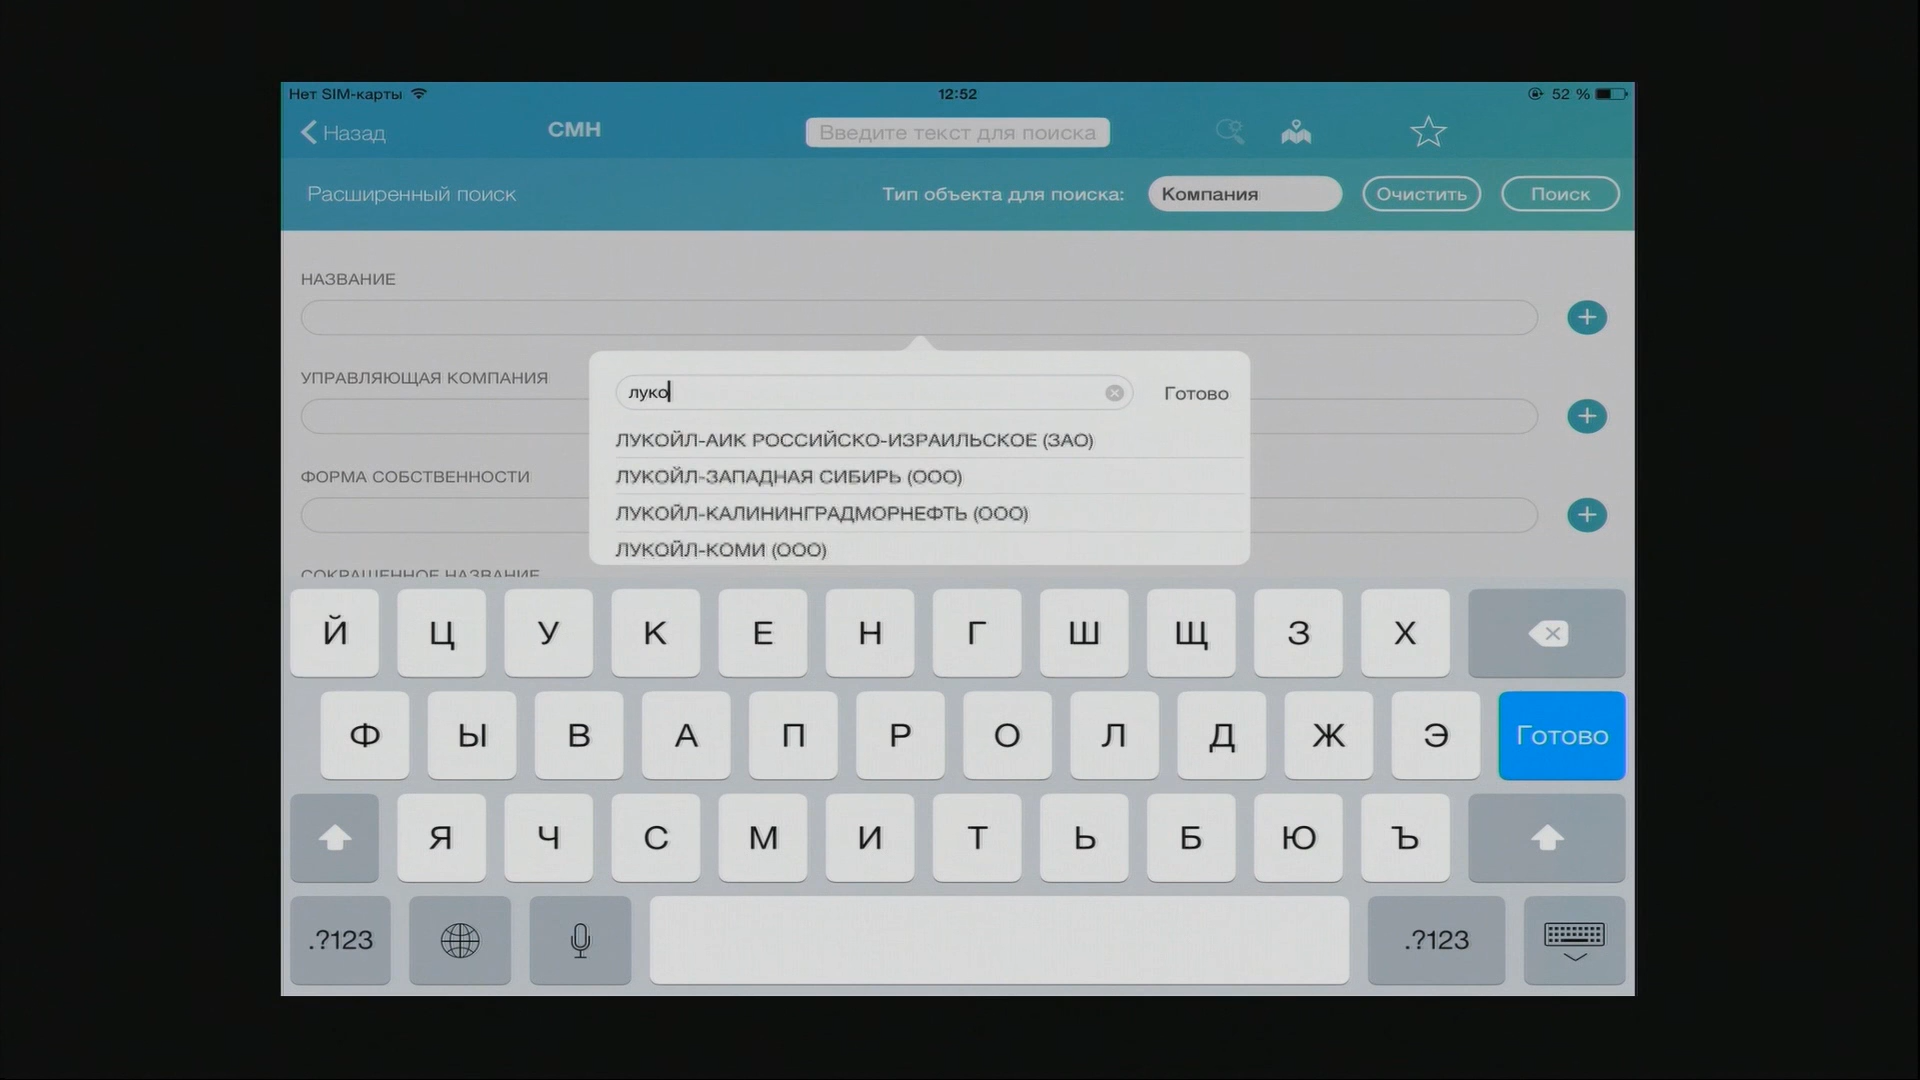 Нет SIM-карты 12:52 52 %
Назад СМН Введите текст для поиска
Расширенный поиск Тип объекта для поиска: Компания Очистить Поиск
НАЗВАНИЕ
УПРАВЛЯЮЩАЯ КОМПАНИЯ
луко Готово
ЛУКОЙЛ-АИК РОССИЙСКО-ИЗРАИЛЬСКОЕ (ЗАО)
ФОРМА СОБСТВЕННОСТИ
ЛУКОЙЛ-ЗАПАДНАЯ СИБИРЬ (ООО)
ЛУКОЙЛ-КАЛИНИНГРАДМОРНЕФТЬ (ООО)
ЛУКОЙЛ-КОМИ (ООО)
СОКРАЩЕННОЕ НАЗВАНИЕ
Й Ц У К Е Н Г Ш Щ З Х
Ф Ы В А П Р О Л Д Ж Э Готово
Я Ч С М И Т Ь Б Ю Ъ
.?123 .?123